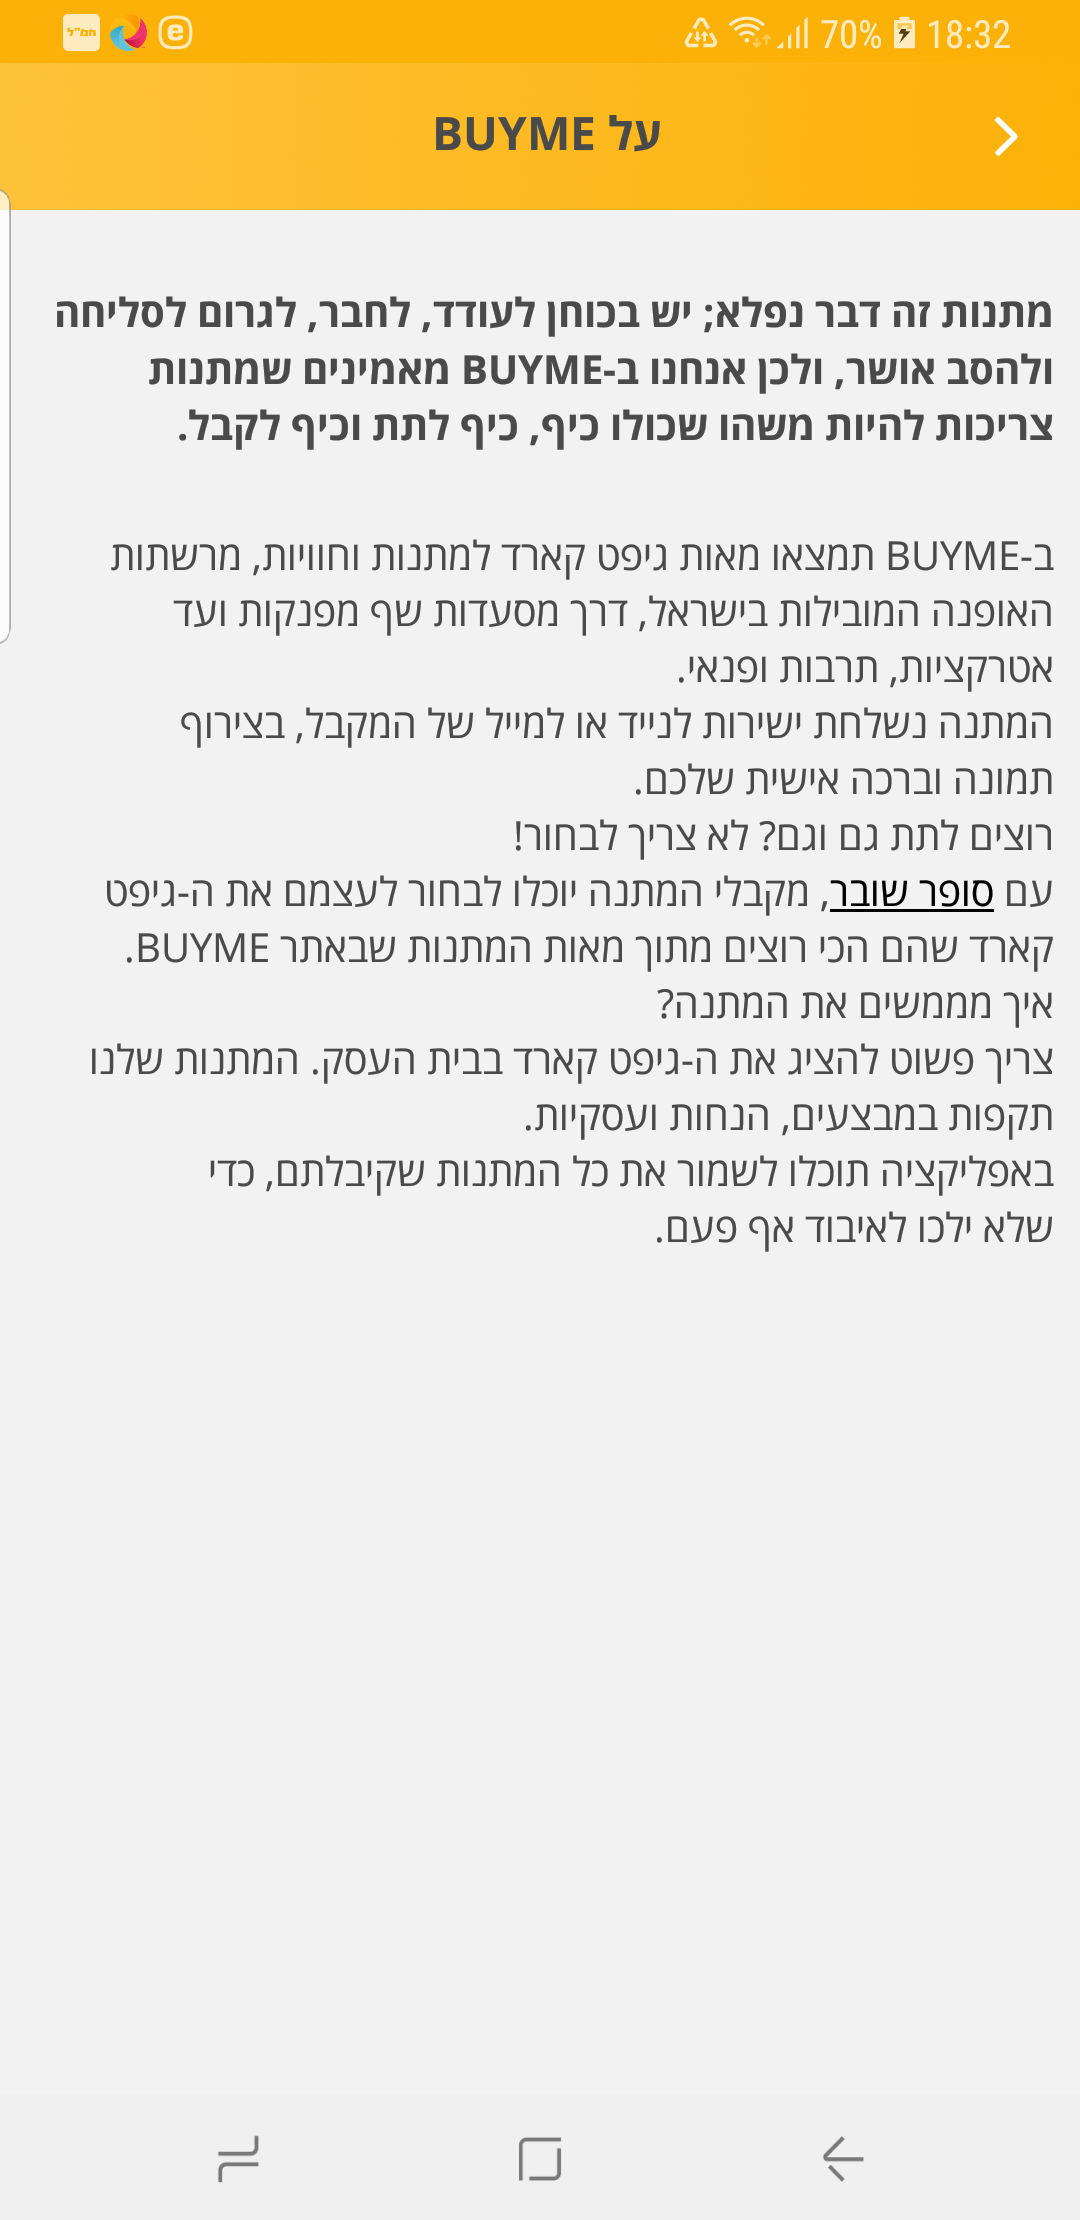 חמ"ל
e
70%
18:32
על BUYME
מתנות זה דבר נפלא; יש בכוחן לעודד, לחבר, לגרום לסליחה
ולהסב אושר, ולכן אנחנו ב-BUYME מאמינים שמתנות
צריכות להיות משהו שכולו כיף, כיף לתת וכיף לקבל.
ב-BUYME תמצאו מאות גיפט קארד למתנות וחוויות, מרשתות
האופנה המובילות בישראל, דרך מסעדות שף מפנקות ועד
אטרקציות, תרבות ופנאי.
המתנה נשלחת ישירות לנייד או למייל של המקבל, בצירוף
תמונה וברכה אישית שלכם.
רוצים לתת גם וגם? לא צריך לבחור!
עם סופר שובר, מקבלי המתנה יוכלו לבחור לעצמם את ה-גיפט
קארד שהם הכי רוצים מתוך מאות המתנות שבאתר BUYME.
איך מממשים את המתנה?
צריך פשוט להציג את ה-גיפט קארד בבית העסק. המתנות שלנו
תקפות במבצעים, הנחות ועסקיות.
באפליקציה תוכלו לשמור את כל המתנות שקיבלתם, כדי
שלא ילכו לאיבוד אף פעם.